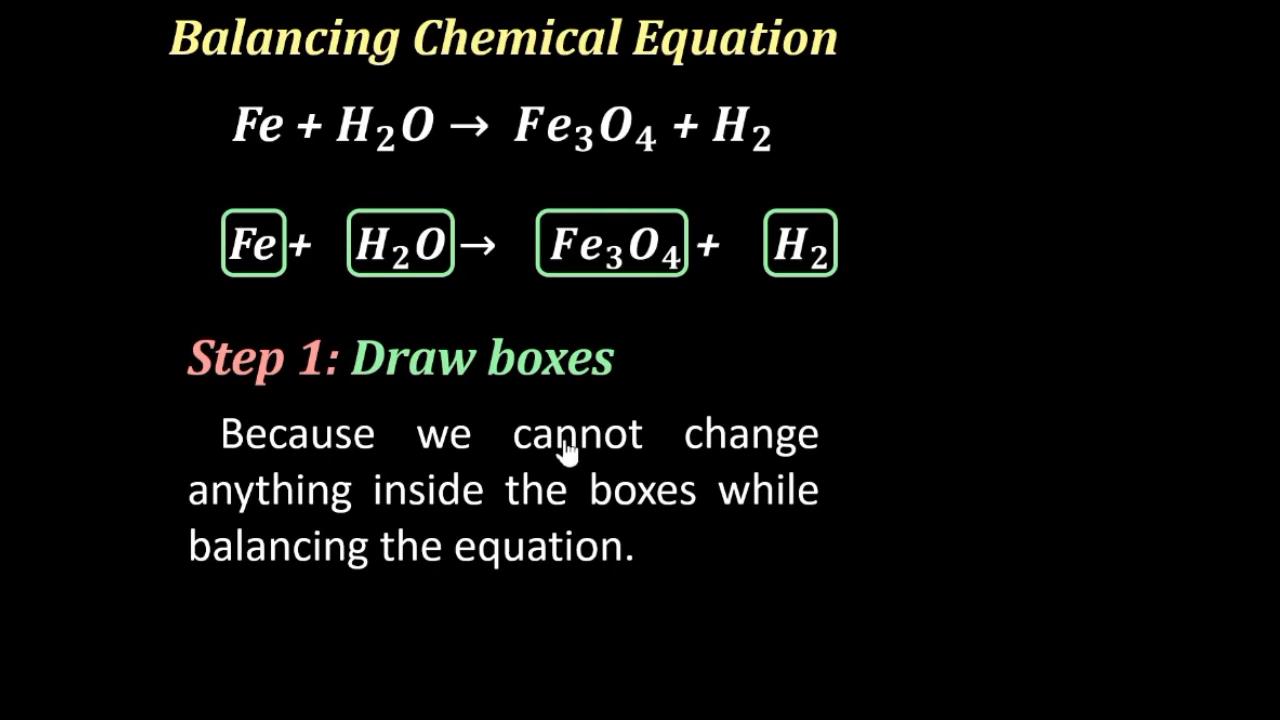 Balancing Chemical Equation
Fe + H₂O → Fe₃O₄ + H₂
Fe + H₂O → Fe₃O₄ + H₂
Step 1: Draw boxes
Because we cannot change
anything inside the boxes while
balancing the equation.